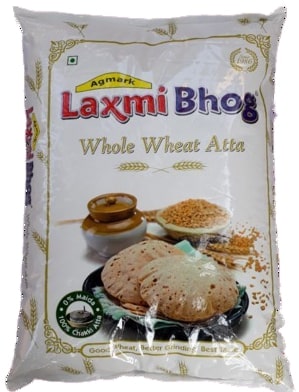 Agmark
Laxmi Bhog
Whole Wheat Atta
0% Maida
100% Chakki Atta
Good Wheat, Better Grinding, Best